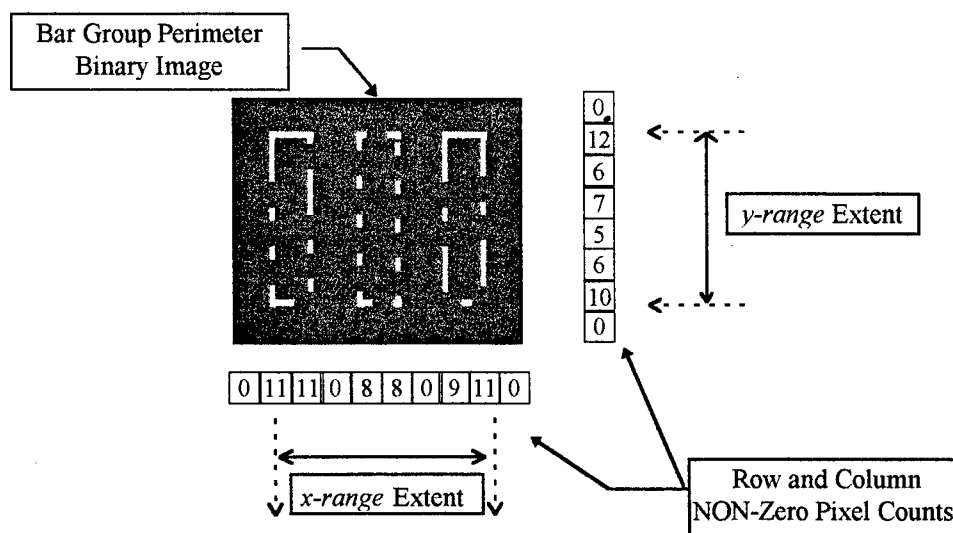 Bar Group Perimeter
Binary Image
0
12
6
7
5
6
10
0
y-range Extent
0 11 11 0 8 8 0 9 11 0
x-range Extent
Row and Column
NON-Zero Pixel Counts